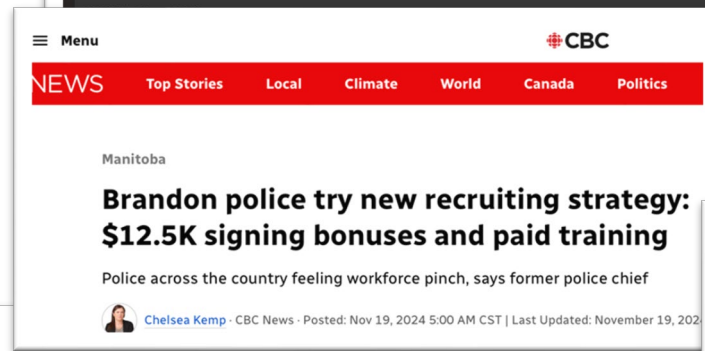 Menu
CBC
NEWS Top Stories Local Climate World Canada Politics
Manitoba
Brandon police try new recruiting strategy:
$12.5K signing bonuses and paid training
Police across the country feeling workforce pinch, says former police chief
Chelsea Kemp · CBC News · Posted: Nov 19, 2024 5:00 AM CST | Last Updated: November 19, 202